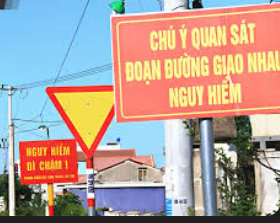 CHÚ Ý QUAN SÁT
ĐOẠN ĐƯỜNG GIAO NHAU
NGUY HIỂM
NGUY HIỂM
ĐI CHẬM !